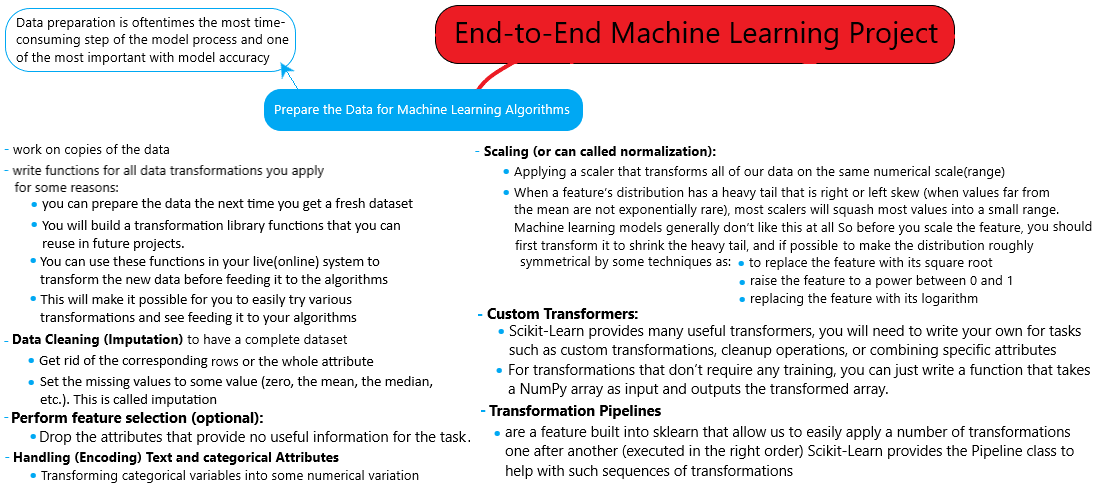 Data preparation is oftentimes the most time-
consuming step of the model process and one
of the most important with model accuracy
End-to-End Machine Learning Project
Prepare the Data for Machine Learning Algorithms
- work on copies of the data
- write functions for all data transformations you apply
for some reasons:
• you can prepare the data the next time you get a fresh dataset
• You will build a transformation library functions that you can
reuse in future projects.
• You can use these functions in your live(online) system to
transform the new data before feeding it to the algorithms
• This will make it possible for you to easily try various
transformations and see feeding it to your algorithms
- Data Cleaning (Imputation) to have a complete dataset
• Get rid of the corresponding rows or the whole attribute
• Set the missing values to some value (zero, the mean, the median,
etc.). This is called imputation
- Perform feature selection (optional):
• Drop the attributes that provide no useful information for the task.
- Handling (Encoding) Text and categorical Attributes
• Transforming categorical variables into some numerical variation
- Scaling (or can called normalization):
• Applying a scaler that transforms all of our data on the same numerical scale(range)
• When a feature's distribution has a heavy tail that is right or left skew (when values far from
the mean are not exponentially rare), most scalers will squash most values into a small range.
Machine learning models generally don't like this at all So before you scale the feature, you should
first transform it to shrink the heavy tail, and if possible to make the distribution roughly
symmetrical by some techniques as: • to replace the feature with its square root
• raise the feature to a power between 0 and 1
• replacing the feature with its logarithm
- Custom Transformers:
• Scikit-Learn provides many useful transformers, you will need to write your own for tasks
such as custom transformations, cleanup operations, or combining specific attributes
• For transformations that don't require any training, you can just write a function that takes
a NumPy array as input and outputs the transformed array.
- Transformation Pipelines
• are a feature built into sklearn that allow us to easily apply a number of transformations
one after another (executed in the right order) Scikit-Learn provides the Pipeline class to
help with such sequences of transformations